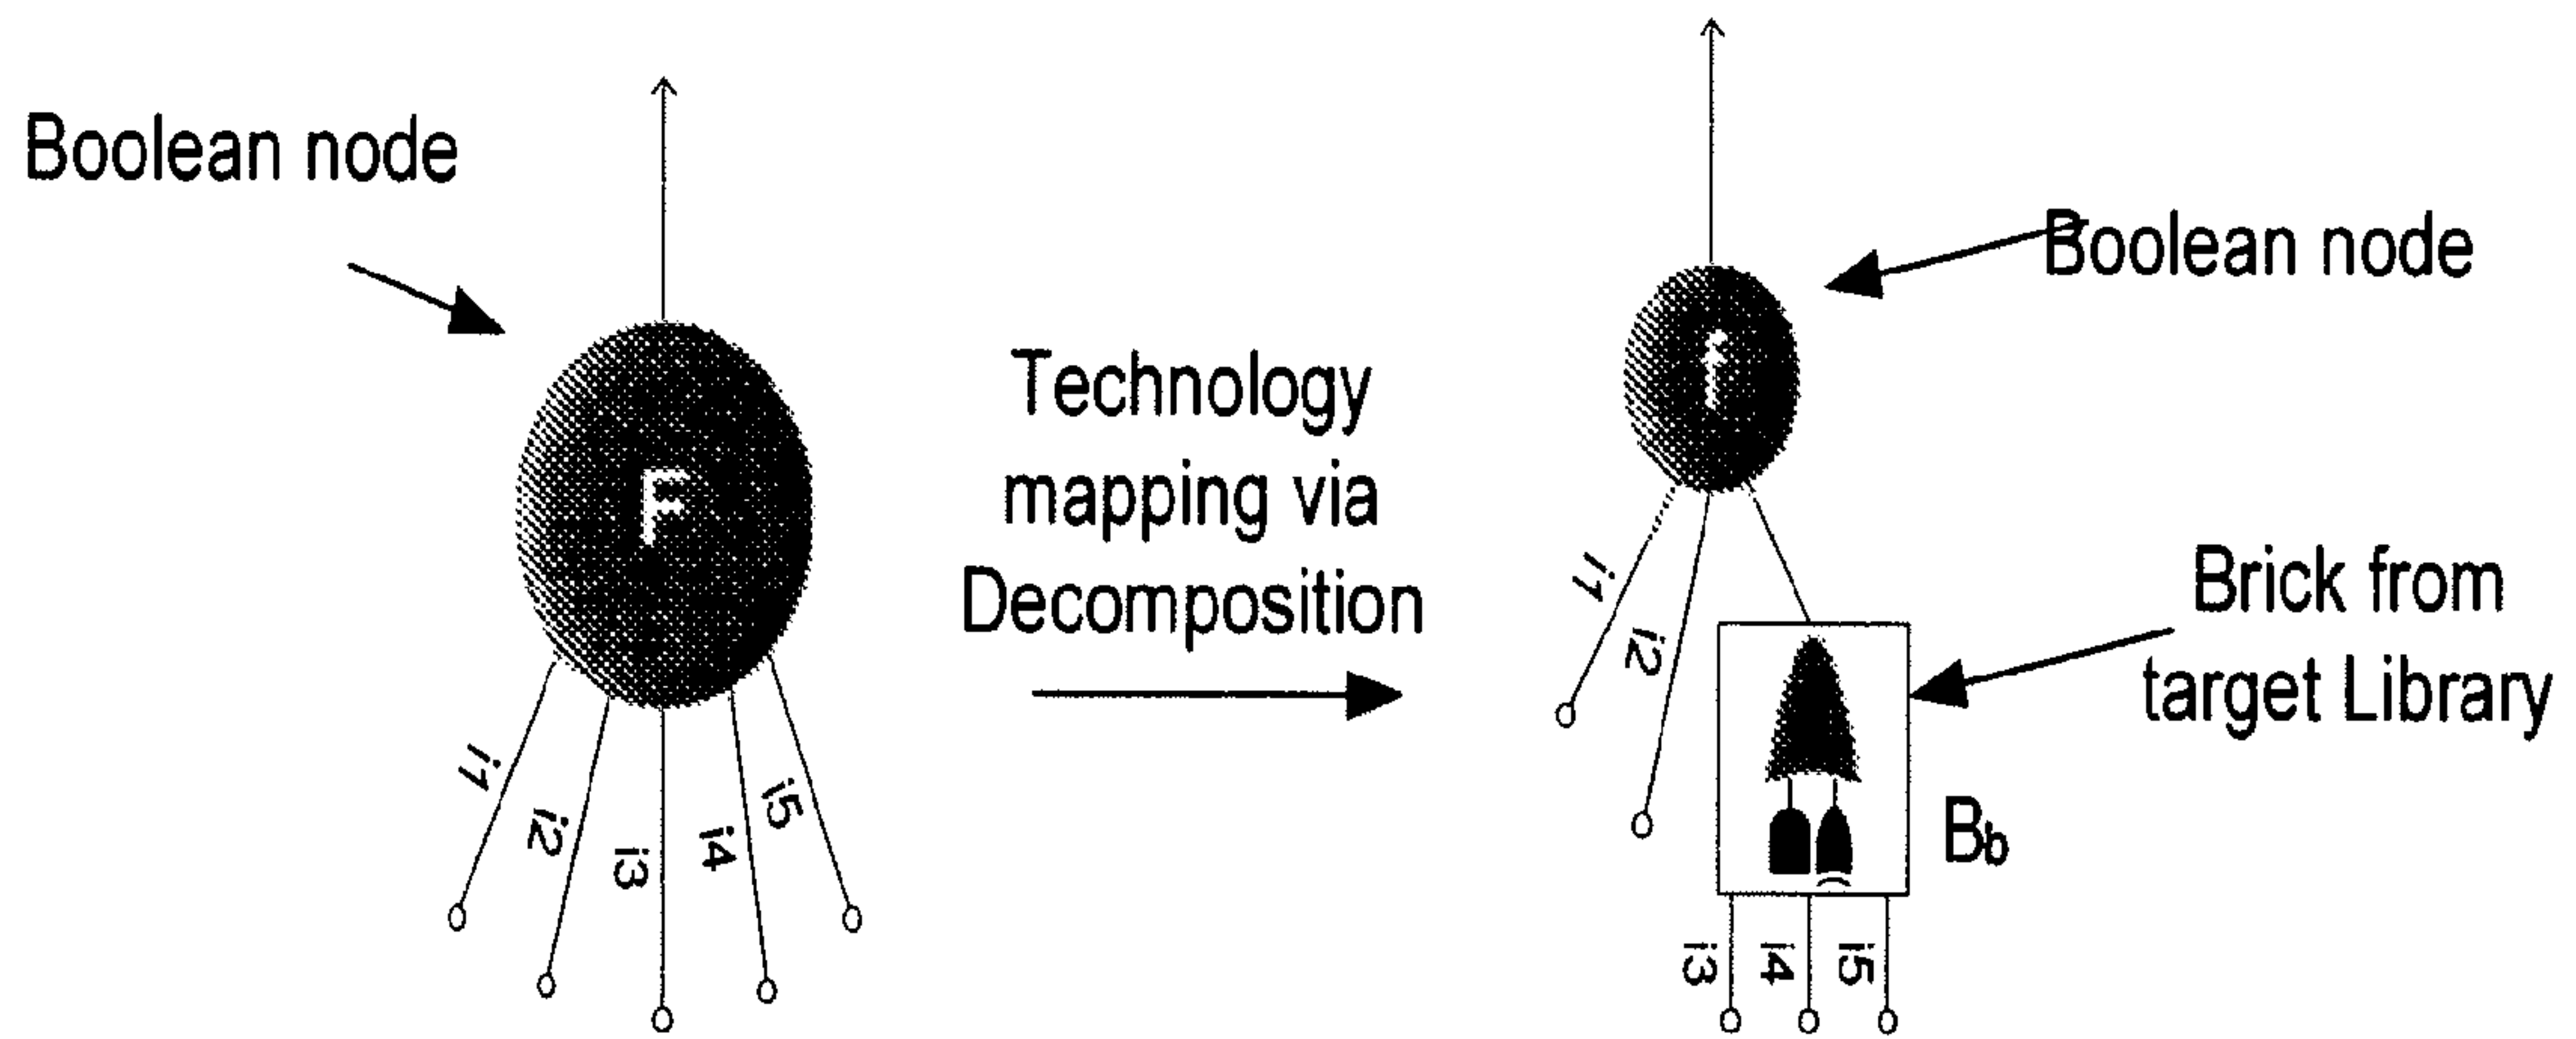 Boolean node
F
i1
i2
i3
i4
i5
Technology
mapping via
Decomposition
Boolean node
f
i1
i2
Brick from
target Library
Bb
i3
i4
i5